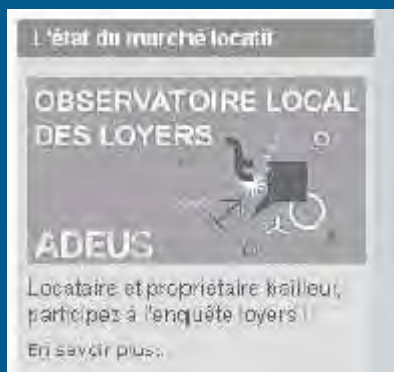 L'état du marché locatif
OBSERVATOIRE LOCAL
DES LOYERS
ADEUS
Locataire et propriétaire bailleur,
participez à l'enquête loyers !
En savoir plus...